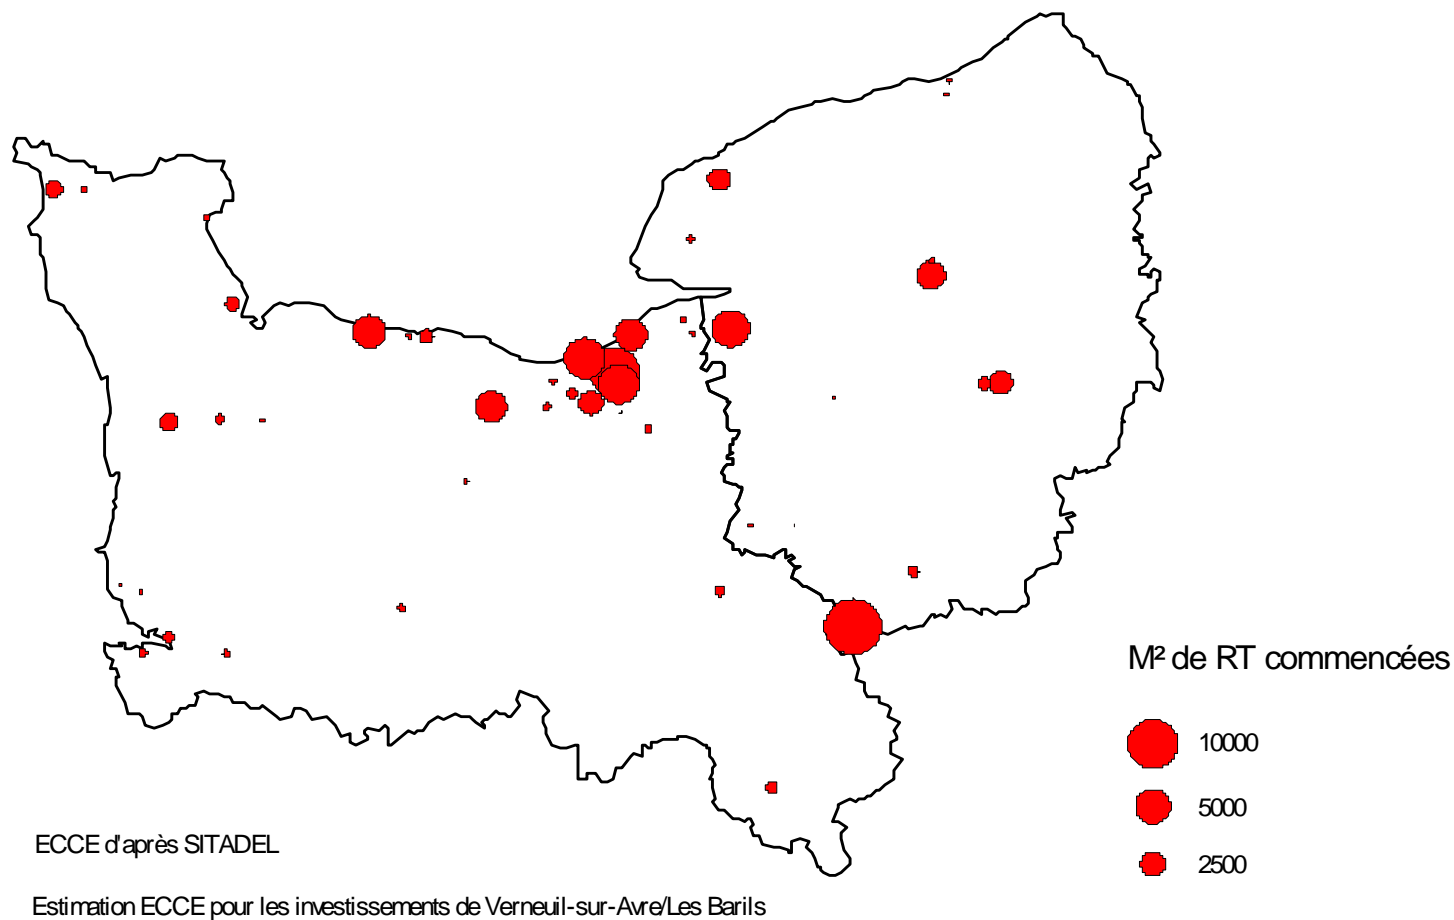 M² de RT commencées
10000
5000
2500
ECCE d'après SITADEL
Estimation ECCE pour les investissements de Verneuil-sur-Avre/Les Barils